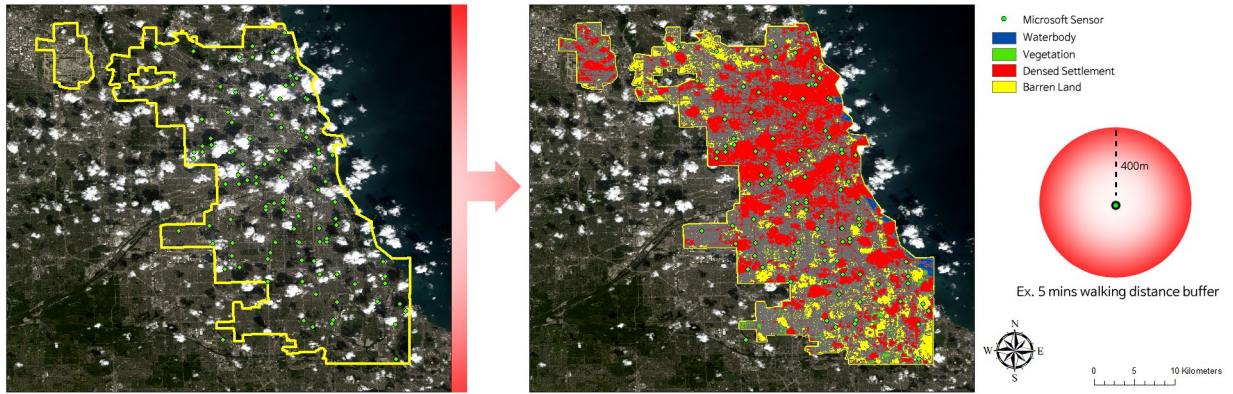 Microsoft Sensor
Waterbody
Vegetation
Densed Settlement
Barren Land
400m
Ex. 5 mins walking distance buffer
N
W E
S
0 5 10 Kilometers